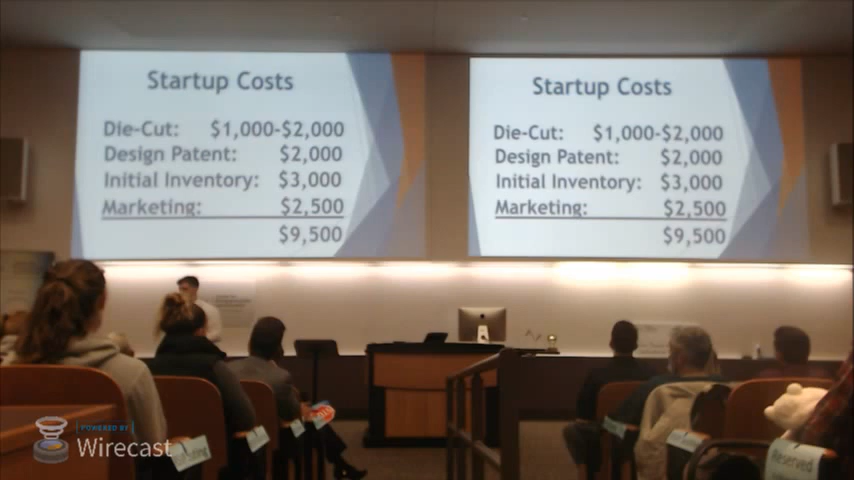 Startup Costs
Die-Cut: $1,000-$2,000
Design Patent: $2,000
Initial Inventory: $3,000
Marketing: $2,500
$9,500
Startup Costs
Die-Cut: $1,000-$2,000
Design Patent: $2,000
Initial Inventory: $3,000
Marketing: $2,500
$9,500
POWERED BY
Wirecast
Reserved